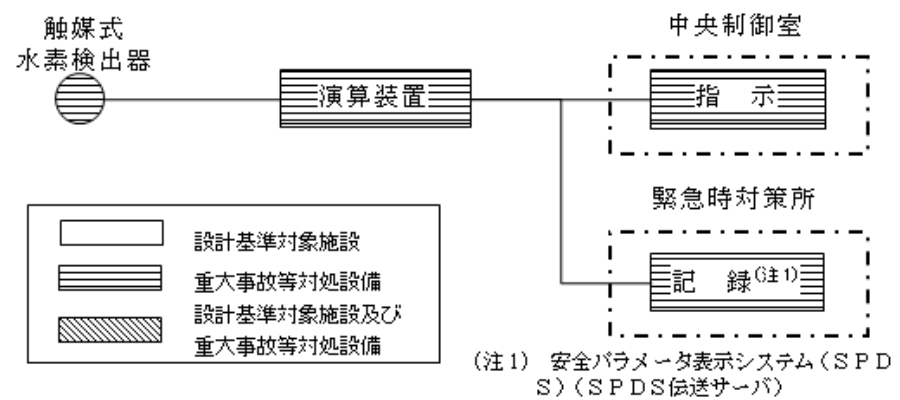 触媒式
水素検出器
演算装置
中央制御室
指　示
緊急時対策所
記　録(注1)
設計基準対象施設
重大事故等対処設備
設計基準対象施設及び
重大事故等対処設備
(注1)　安全パラメータ表示システム(SPD
S)(SPDS伝送サーバ)